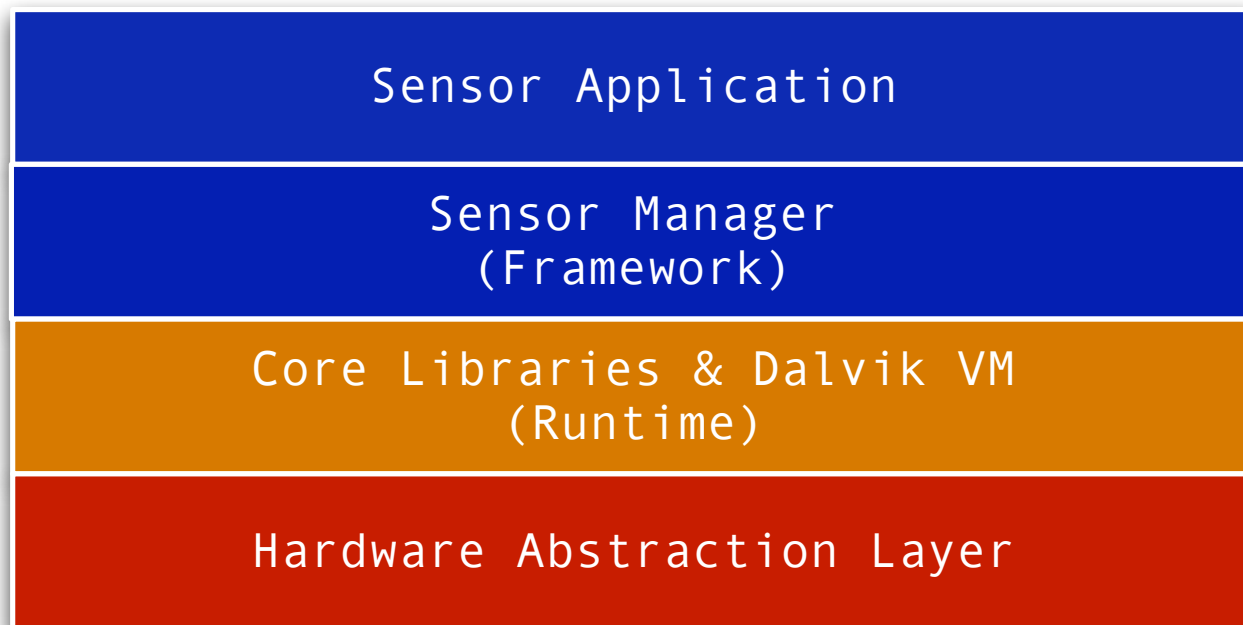 Sensor Application
Sensor Manager
(Framework)
Core Libraries & Dalvik VM
(Runtime)
Hardware Abstraction Layer